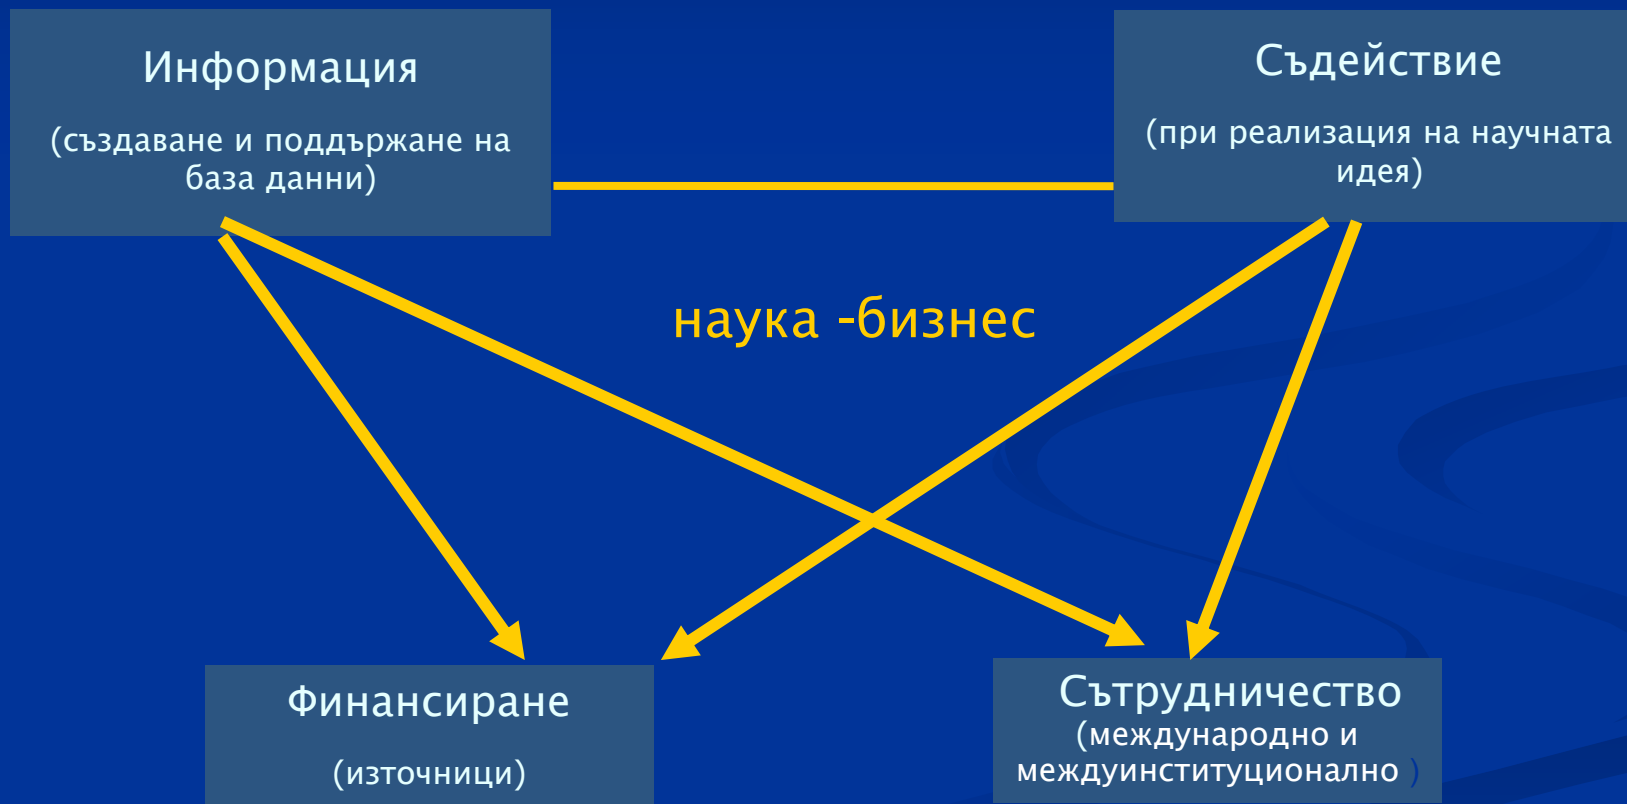 Информация
(създаване и поддържане на
база данни)
Съдействие
(при реализация на научната
идея)
наука -бизнес
Финансиране
(източници)
Сътрудничество
(международно и
междуинституционално )